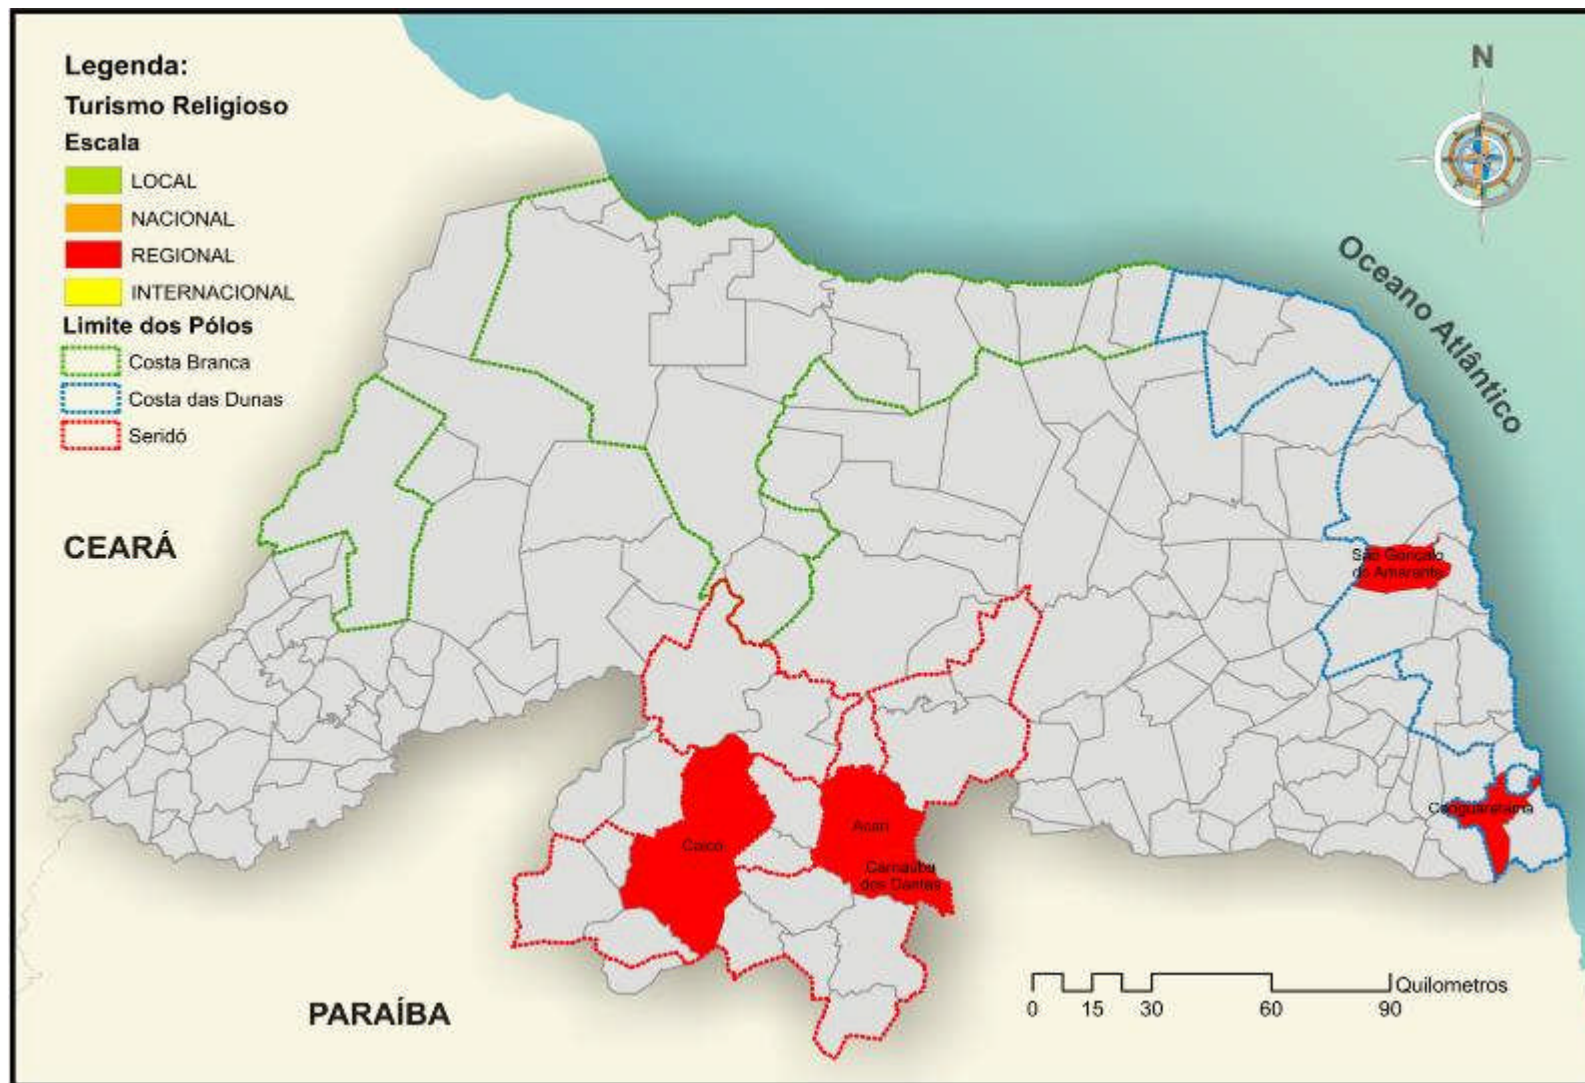 Legenda:
Turismo Religioso
Escala
LOCAL
NACIONAL
REGIONAL
INTERNACIONAL
Limite dos Pólos
Costa Branca
Costa das Dunas
Seridó
N
Oceano Atlântico
CEARÁ
PARAÍBA
São Gonçalo
do Amarante
Canguaretama
Caicó
Acari
Carnaúba
dos Dantas
Quilometros
0 15 30 60 90